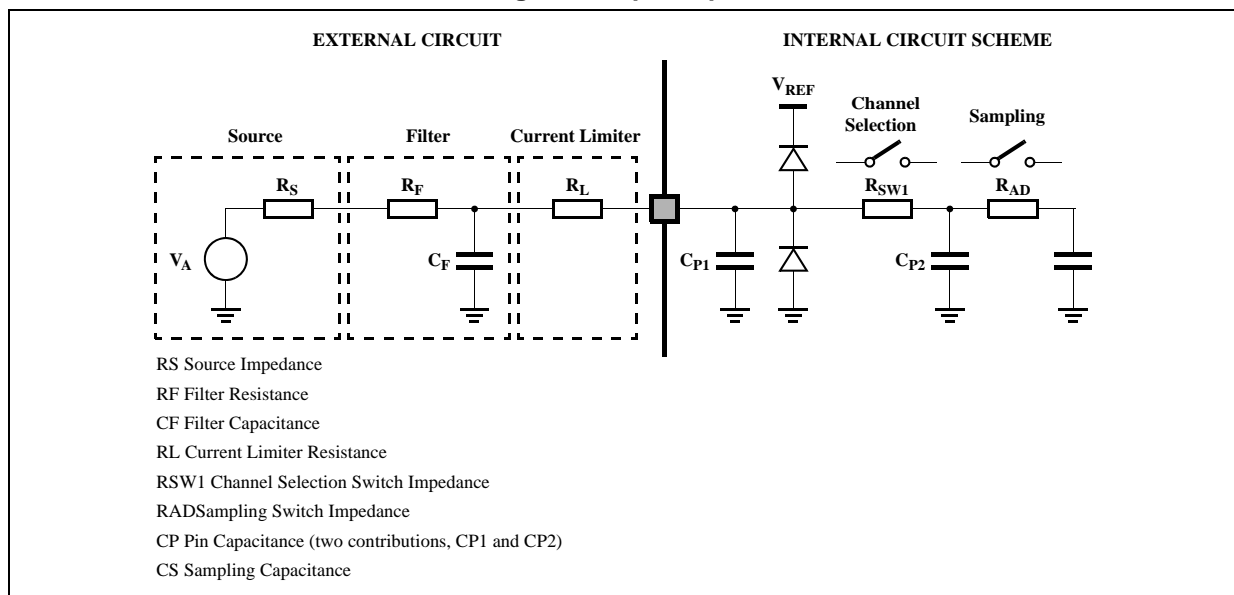 EXTERNAL CIRCUIT
INTERNAL CIRCUIT SCHEME
VREF
Channel
Selection
Sampling
Source
Filter
Current Limiter
RS
RF
RL
RSW1
RAD
VA
CF
CP1
CP2
RS Source Impedance
RF Filter Resistance
CF Filter Capacitance
RL Current Limiter Resistance
RSW1 Channel Selection Switch Impedance
RADSampling Switch Impedance
CP Pin Capacitance (two contributions, CP1 and CP2)
CS Sampling Capacitance